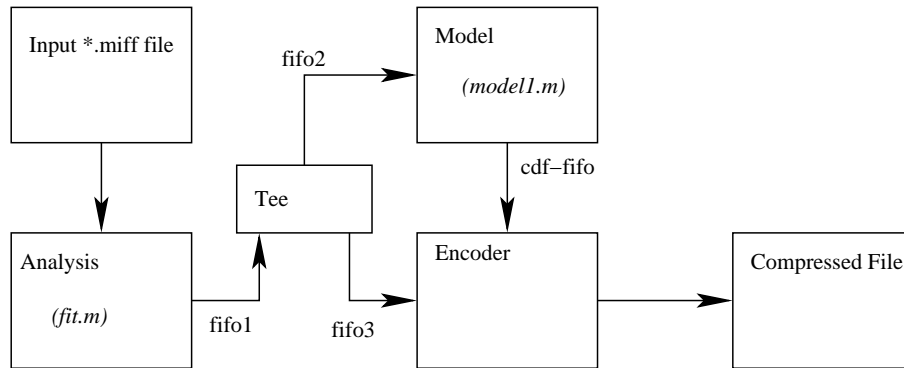 Input *.miff file
Model
(model1.m)
fifo2
cdf−fifo
Tee
Analysis
(fit.m)
fifo1
fifo3
Encoder
Compressed File